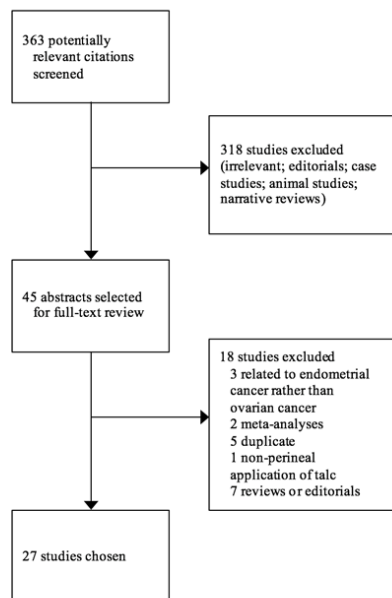 363 potentially
relevant citations
screened
318 studies excluded
(irrelevant; editorials; case
studies; animal studies;
narrative reviews)
45 abstracts selected
for full-text review
18 studies excluded
3 related to endometrial
cancer rather than
ovarian cancer
2 meta-analyses
5 duplicate
1 non-perineal
application of talc
7 reviews or editorials
27 studies chosen